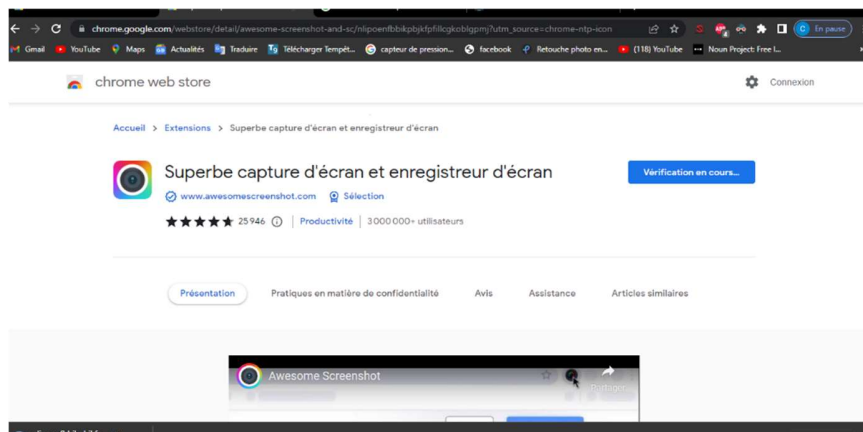 chrome.google.com/webstore/detail/awesome-screenshot-and-sc/nlipoenfbbikpbjkfpfillcgkoblgpmj?utm_source=chrome-ntp-icon
C En pause
Gmail YouTube Maps Actualités Traduire Télécharger Tempêt... capteur de pression... facebook Retouche photo en... (118) YouTube Noun Project: Free I...
chrome web store Connexion
Accueil > Extensions > Superbe capture d'écran et enregistreur d'écran
Superbe capture d'écran et enregistreur d'écran
Vérification en cours...
www.awesomescreenshot.com Sélection
25 946 | Productivité | 3 000 000+ utilisateurs
Présentation Pratiques en matière de confidentialité Avis Assistance Articles similaires
Awesome Screenshot
Partager